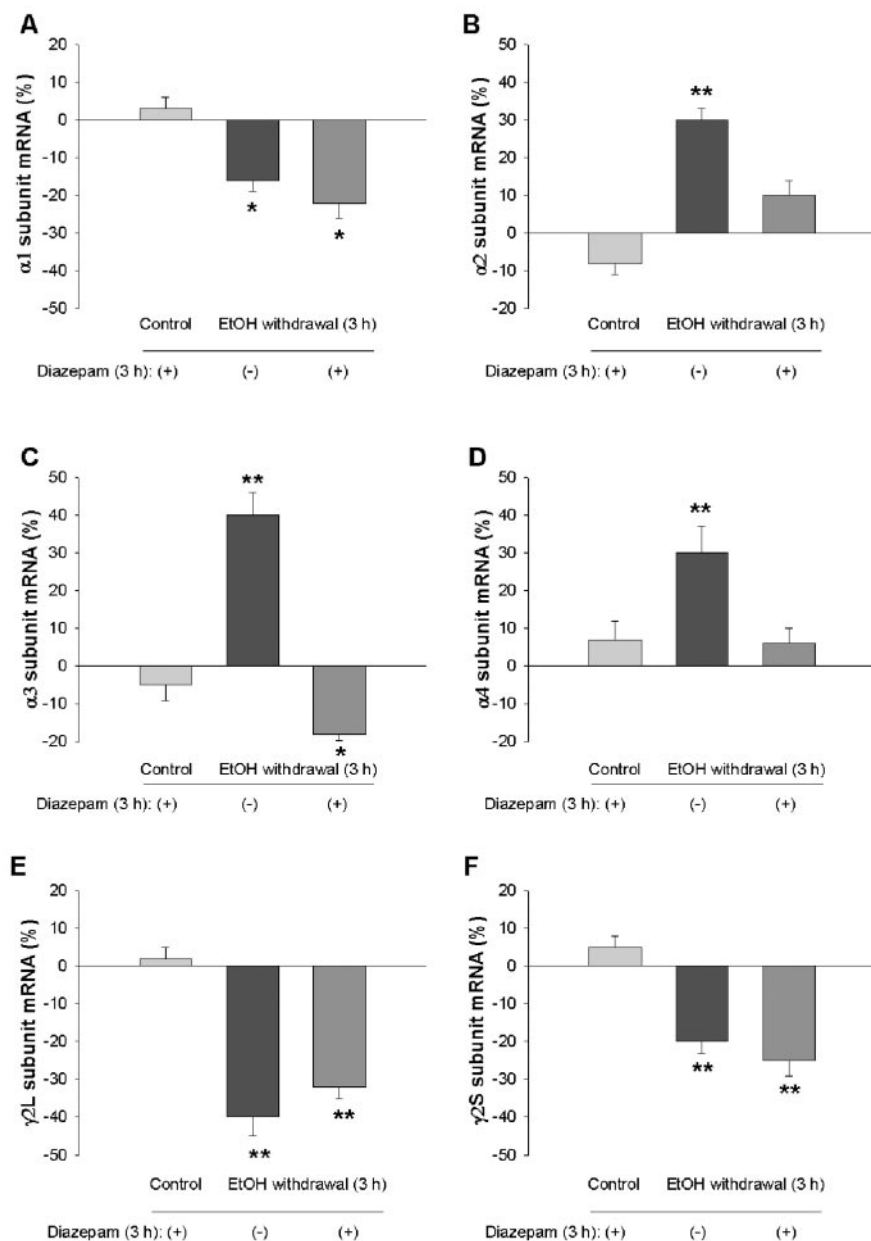 A
α1 subunit mRNA (%)
20
10
0
-10
-20
-30
-40
-50
*
*
Control EtOH withdrawal (3 h)
Diazepam (3 h): (+) (-) (+)
B
α2 subunit mRNA (%)
50
40
30
20
10
0
-10
-20
**
Control EtOH withdrawal (3 h)
Diazepam (3 h): (+) (-) (+)
C
α3 subunit mRNA (%)
50
40
30
20
10
0
-10
-20
**
*
Control EtOH withdrawal (3 h)
Diazepam (3 h): (+) (-) (+)
D
α4 subunit mRNA (%)
50
40
30
20
10
0
-10
-20
**
Control EtOH withdrawal (3 h)
Diazepam (3 h): (+) (-) (+)
E
γ2L subunit mRNA (%)
20
10
0
-10
-20
-30
-40
-50
**
**
Control EtOH withdrawal (3 h)
Diazepam (3 h): (+) (-) (+)
F
γ2S subunit mRNA (%)
20
10
0
-10
-20
-30
-40
-50
**
**
Control EtOH withdrawal (3 h)
Diazepam (3 h): (+) (-) (+)